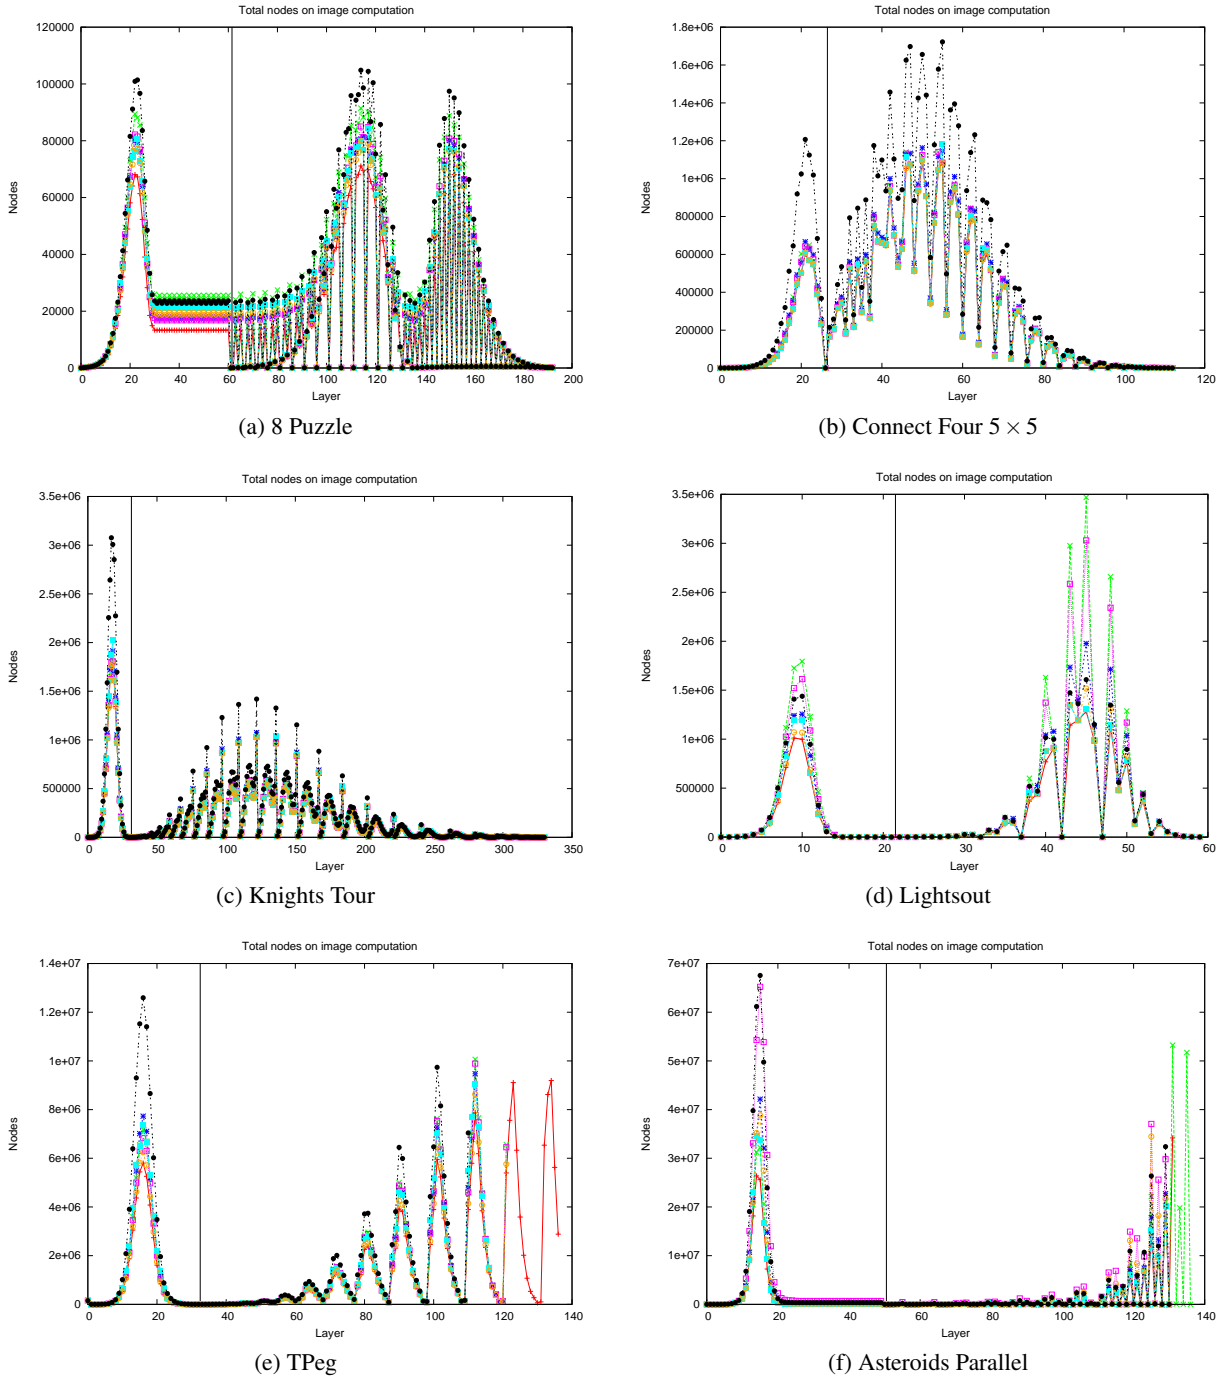 Total nodes on image computation
120000
100000
80000
60000
40000
20000
0
Nodes
0 20 40 60 80 100 120 140 160 180 200
Layer
(a) 8 Puzzle
Total nodes on image computation
1.8e+06
1.6e+06
1.4e+06
1.2e+06
1e+06
800000
600000
400000
200000
0
Nodes
0 20 40 60 80 100 120
Layer
(b) Connect Four 5 × 5
Total nodes on image computation
3.5e+06
3e+06
2.5e+06
2e+06
1.5e+06
1e+06
500000
0
Nodes
0 50 100 150 200 250 300 350
Layer
(c) Knights Tour
Total nodes on image computation
3.5e+06
3e+06
2.5e+06
2e+06
1.5e+06
1e+06
500000
0
Nodes
0 10 20 30 40 50 60
Layer
(d) Lightsout
Total nodes on image computation
1.4e+07
1.2e+07
1e+07
8e+06
6e+06
4e+06
2e+06
0
Nodes
0 20 40 60 80 100 120 140
Layer
(e) TPeg
Total nodes on image computation
7e+07
6e+07
5e+07
4e+07
3e+07
2e+07
1e+07
0
Nodes
0 20 40 60 80 100 120 140
Layer
(f) Asteroids Parallel